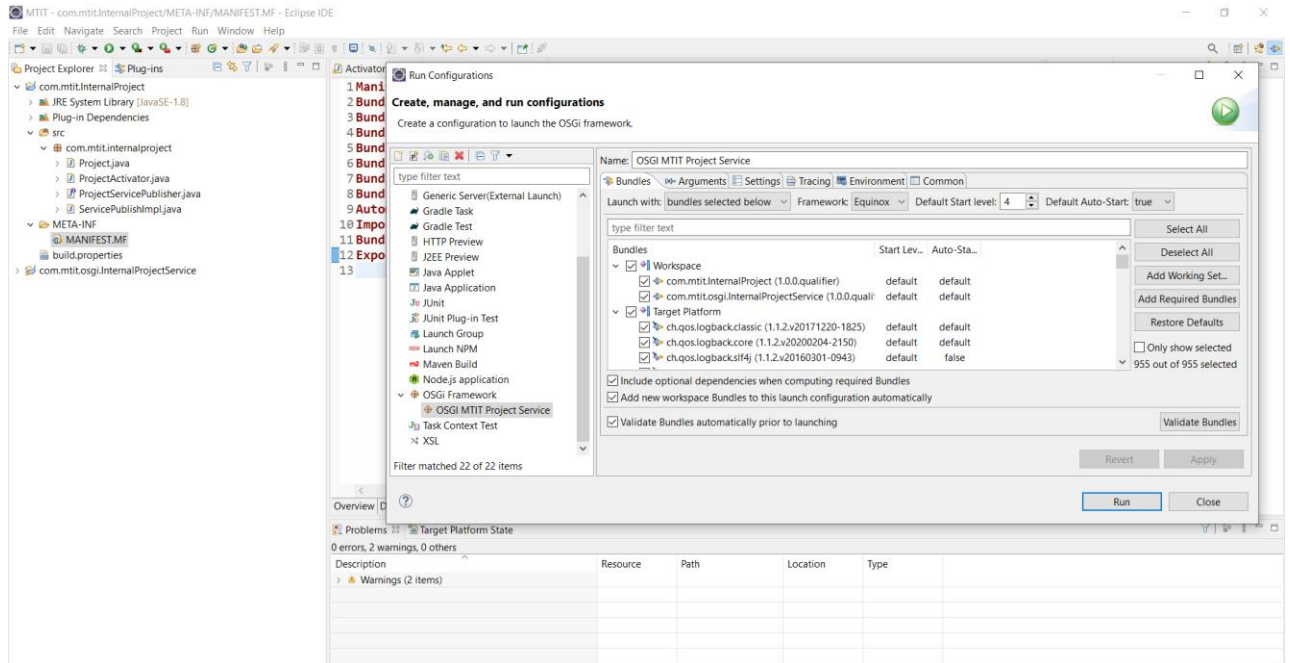 MTIT - com.mtit.InternalProject/META-INF/MANIFEST.MF - Eclipse IDE
File Edit Navigate Search Project Run Window Help
Project Explorer Plug-ins
com.mtit.InternalProject
JRE System Library [JavaSE-1.8]
Plug-in Dependencies
src
com.mtit.internalproject
Project.java
ProjectActivator.java
ProjectServicePublisher.java
ServicePublishImpl.java
META-INF
MANIFEST.MF
build.properties
com.mtit.osgi.InternalProjectService
Activator
1 Mani
2 Bund
3 Bund
4 Bund
5 Bund
6 Bund
7 Bund
8 Bund
9 Auto
10 Impo
11 Bund
12 Expo
13
Overview D
Run Configurations
Create, manage, and run configurations
Create a configuration to launch the OSGi framework.
type filter text
Generic Server(External Launch)
Gradle Task
Gradle Test
HTTP Preview
J2EE Preview
Java Applet
Java Application
JUnit
JUnit Plug-in Test
Launch Group
Launch NPM
Maven Build
Node.js application
OSGi Framework
OSGI MTIT Project Service
Task Context Test
XSL
Filter matched 22 of 22 items
Name: OSGI MTIT Project Service
Bundles Arguments Settings Tracing Environment Common
Launch with: bundles selected below Framework: Equinox Default Start level: 4 Default Auto-Start: true
type filter text
Bundles Start Lev... Auto-Sta...
Workspace
com.mtit.InternalProject (1.0.0.qualifier) default default
com.mtit.osgi.InternalProjectService (1.0.0.quali default default
Target Platform
ch.qos.logback.classic (1.1.2.v20171220-1825) default default
ch.qos.logback.core (1.1.2.v20200204-2150) default default
ch.qos.logback.slf4j (1.1.2.v20160301-0943) default false
Select All
Deselect All
Add Working Set...
Add Required Bundles
Restore Defaults
Only show selected
955 out of 955 selected
Include optional dependencies when computing required Bundles
Add new workspace Bundles to this launch configuration automatically
Validate Bundles automatically prior to launching Validate Bundles
Revert Apply
Run Close
Problems Target Platform State
0 errors, 2 warnings, 0 others
Description Resource Path Location Type
Warnings (2 items)